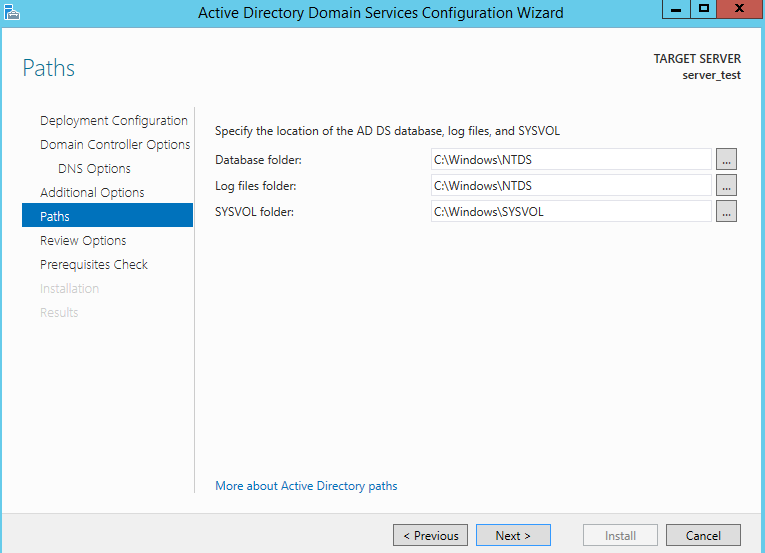 Active Directory Domain Services Configuration Wizard
Paths
TARGET SERVER
server_test
Deployment Configuration
Domain Controller Options
DNS Options
Additional Options
Paths
Review Options
Prerequisites Check
Installation
Results
Specify the location of the AD DS database, log files, and SYSVOL
Database folder: C:\Windows\NTDS ...
Log files folder: C:\Windows\NTDS ...
SYSVOL folder: C:\Windows\SYSVOL ...
More about Active Directory paths
< Previous Next > Install Cancel